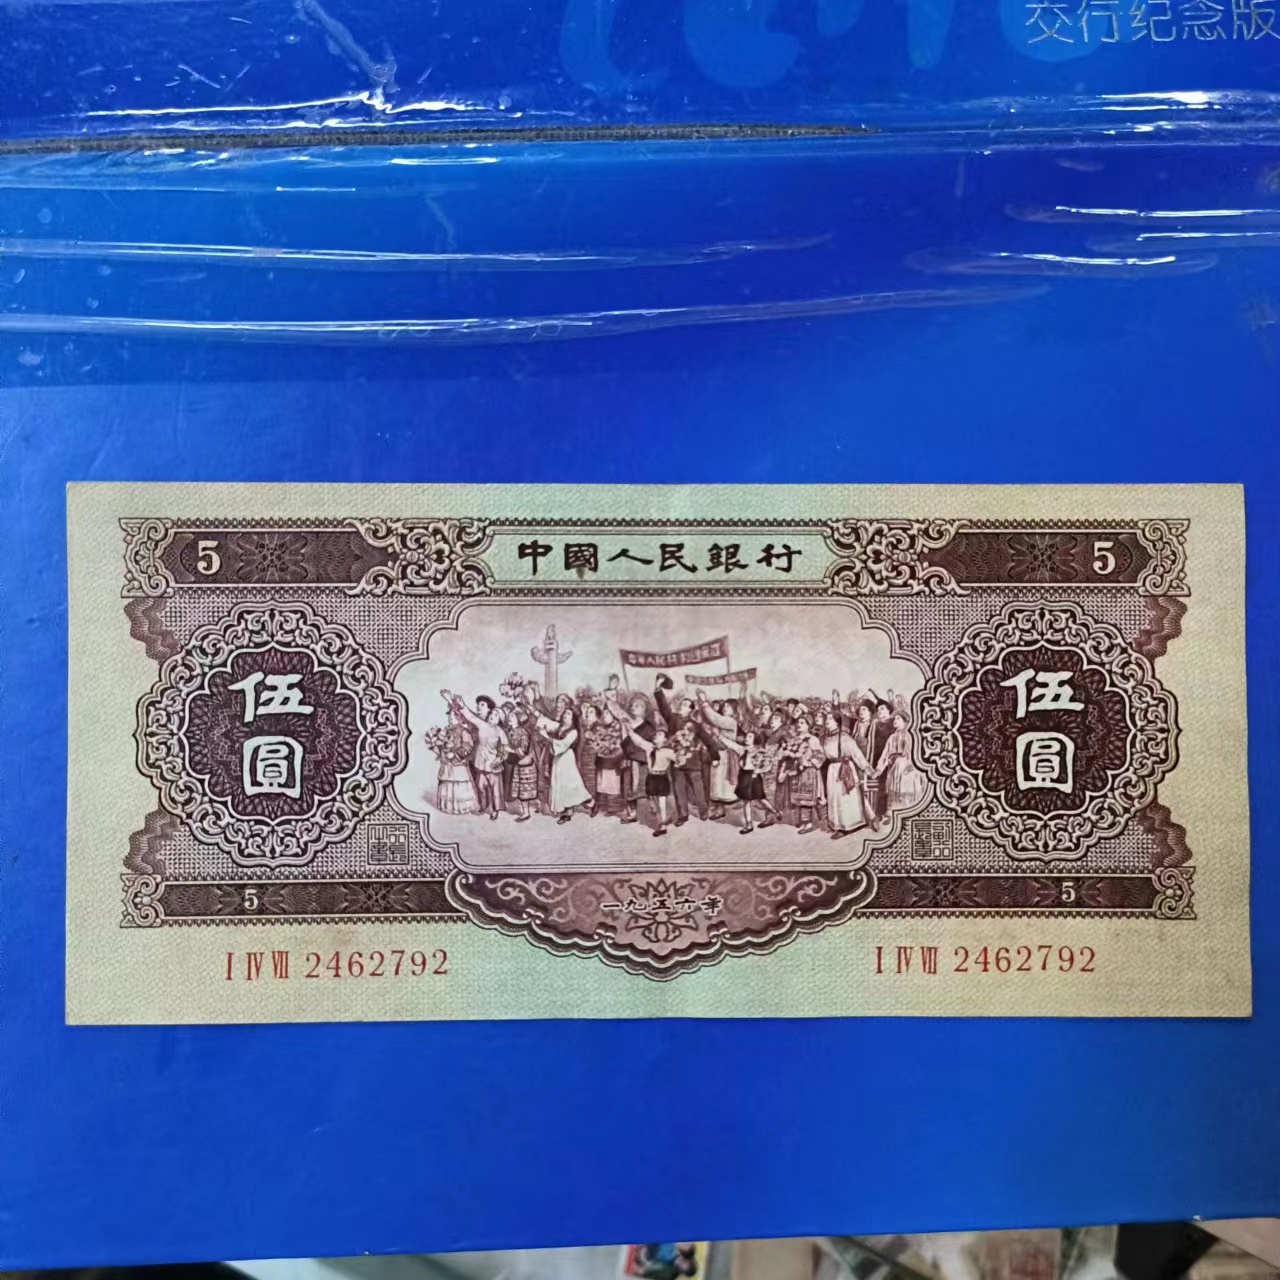 交行纪念版
5 中國人民銀行 5
伍圓 伍圓
5 一九五六年 5
I IV VII 2462792 I IV VII 2462792